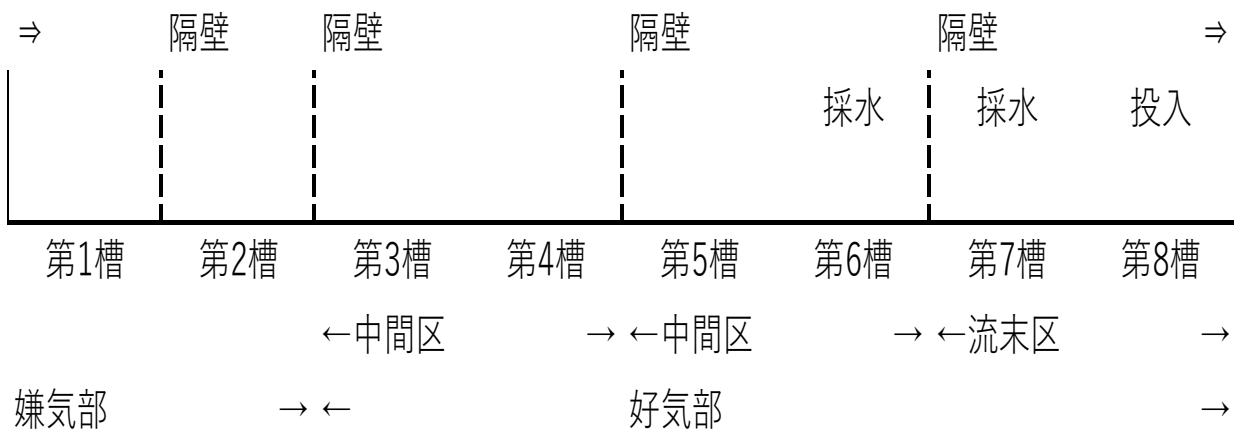 ⇒ 隔壁 隔壁 隔壁 隔壁 ⇒
採水 採水 投入
第1槽 第2槽 第3槽 第4槽 第5槽 第6槽 第7槽 第8槽
←中間区 → ←中間区 → ←流末区 →
嫌気部 → ← 好気部 →